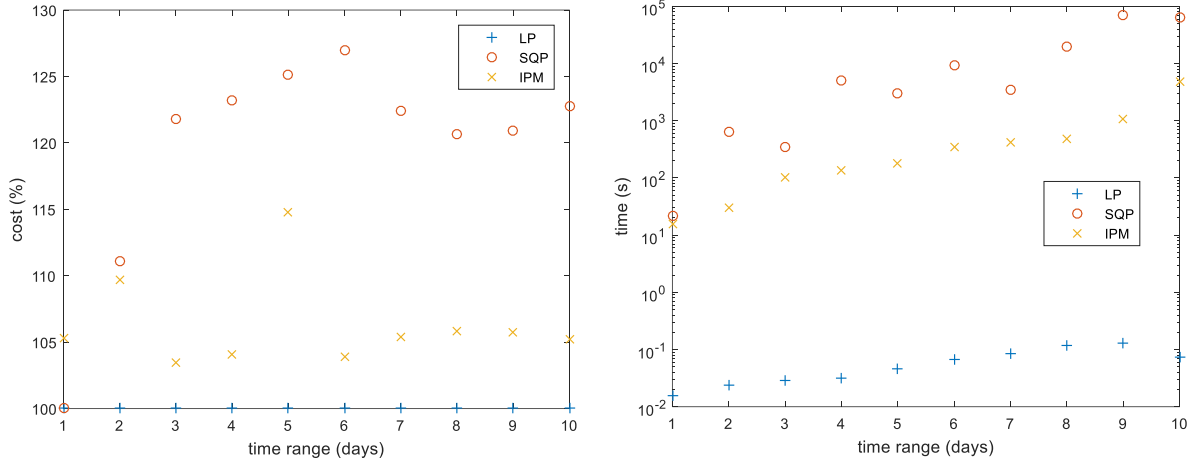 130
125
120
115
110
105
100
cost (%)
LP
SQP
IPM
1 2 3 4 5 6 7 8 9 10
time range (days)
10^5
10^4
10^3
10^2
10^1
10^0
10^-1
10^-2
time (s)
LP
SQP
IPM
1 2 3 4 5 6 7 8 9 10
time range (days)